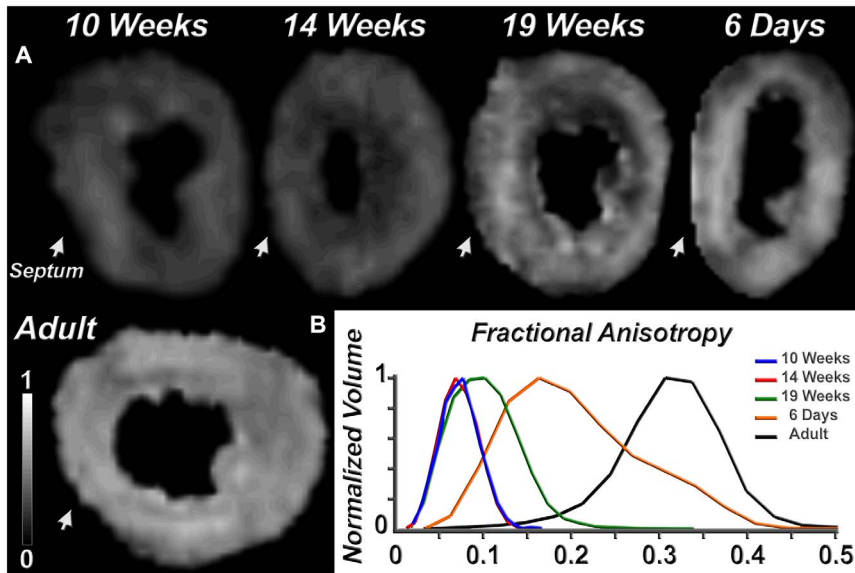 10 Weeks 14 Weeks 19 Weeks 6 Days
A
Septum
Adult
1
0
B
Fractional Anisotropy
Normalized Volume
1
0
10 Weeks
14 Weeks
19 Weeks
6 Days
Adult
0 0.1 0.2 0.3 0.4 0.5